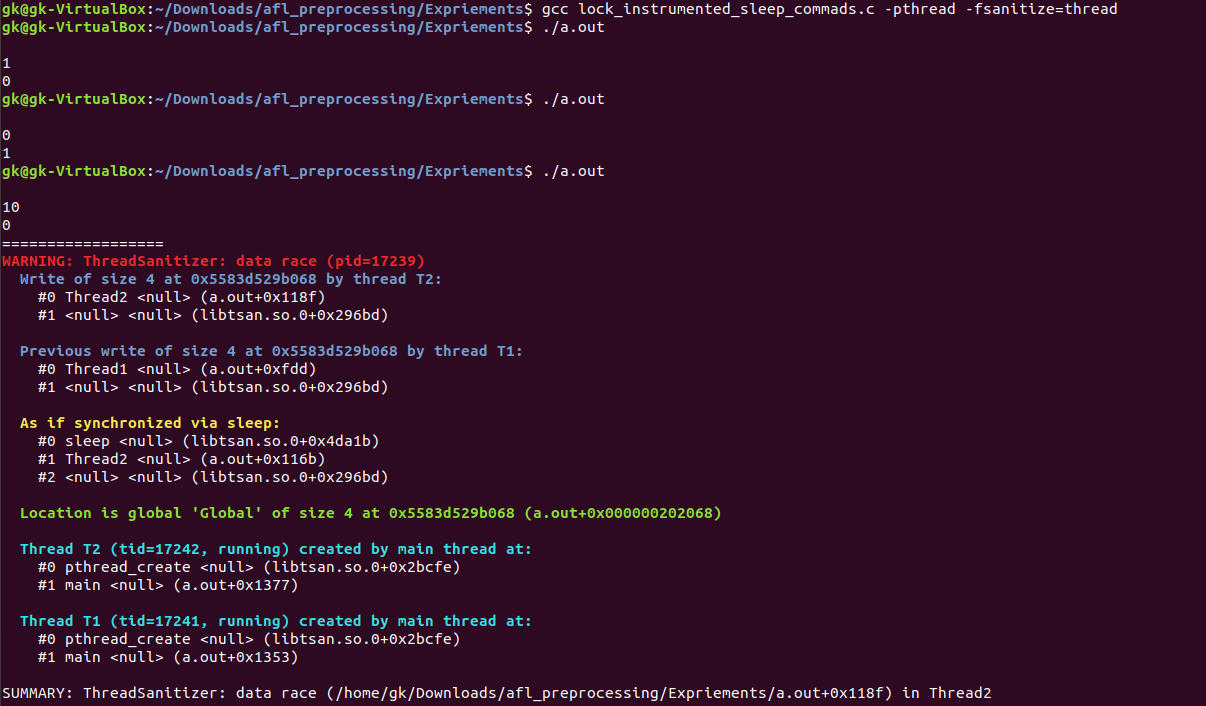 gk@gk-VirtualBox:~/Downloads/afl_preprocessing/Expriements$ gcc lock_instrumented_sleep_commads.c -pthread -fsanitize=thread
gk@gk-VirtualBox:~/Downloads/afl_preprocessing/Expriements$ ./a.out

1
0
gk@gk-VirtualBox:~/Downloads/afl_preprocessing/Expriements$ ./a.out

0
1
gk@gk-VirtualBox:~/Downloads/afl_preprocessing/Expriements$ ./a.out

10
0
==================
WARNING: ThreadSanitizer: data race (pid=17239)
  Write of size 4 at 0x5583d529b068 by thread T2:
    #0 Thread2 <null> (a.out+0x118f)
    #1 <null> <null> (libtsan.so.0+0x296bd)

  Previous write of size 4 at 0x5583d529b068 by thread T1:
    #0 Thread1 <null> (a.out+0xfdd)
    #1 <null> <null> (libtsan.so.0+0x296bd)

  As if synchronized via sleep:
    #0 sleep <null> (libtsan.so.0+0x4da1b)
    #1 Thread2 <null> (a.out+0x116b)
    #2 <null> <null> (libtsan.so.0+0x296bd)

  Location is global 'Global' of size 4 at 0x5583d529b068 (a.out+0x000000202068)

  Thread T2 (tid=17242, running) created by main thread at:
    #0 pthread_create <null> (libtsan.so.0+0x2bcfe)
    #1 main <null> (a.out+0x1377)

  Thread T1 (tid=17241, running) created by main thread at:
    #0 pthread_create <null> (libtsan.so.0+0x2bcfe)
    #1 main <null> (a.out+0x1353)

SUMMARY: ThreadSanitizer: data race (/home/gk/Downloads/afl_preprocessing/Expriements/a.out+0x118f) in Thread2